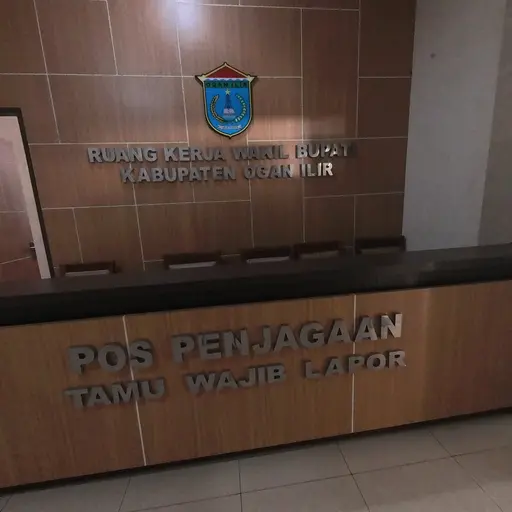 RUANG KERJA WAKIL BUPATI
KABUPATEN OGAN ILIR
POS PENJAGAAN
TAMU WAJIB LAPOR